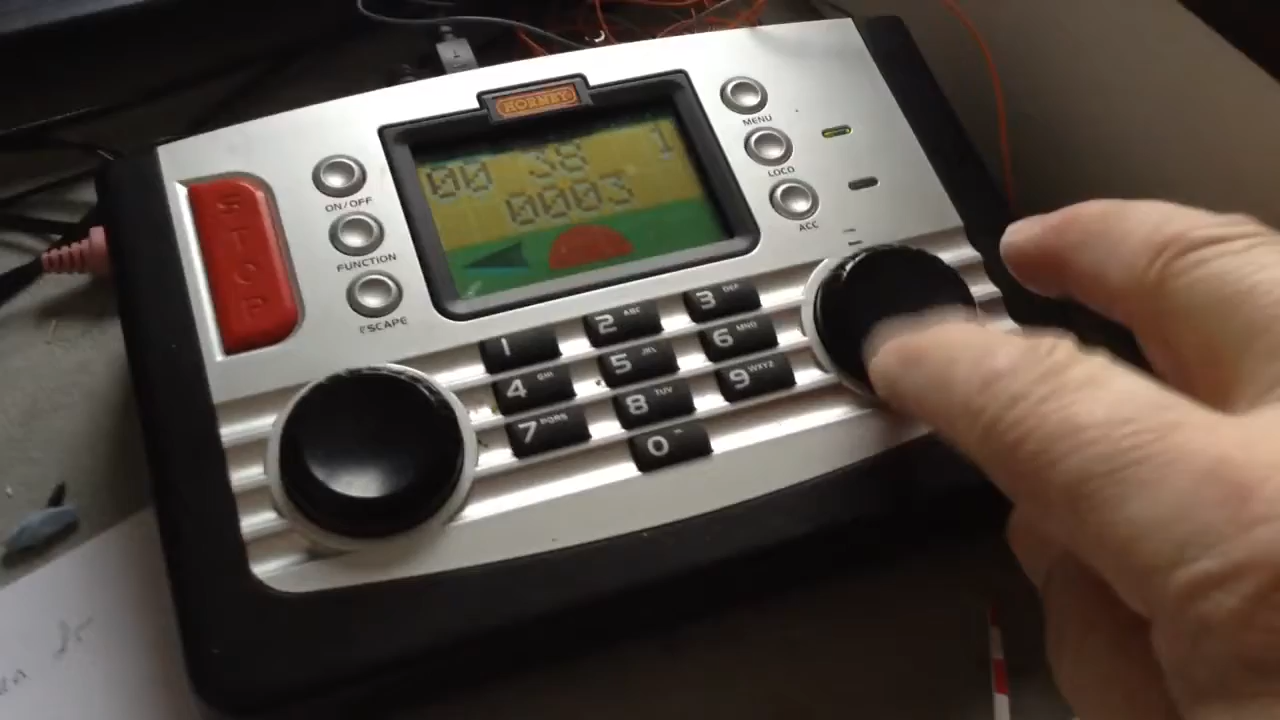 HORNBY
00 38 1
0003
STOP
ON/OFF
FUNCTION
ESCAPE
MENU
LOCO
ACC
1
2 ABC
3 DEF
4 GHI
5 JKL
6 MNO
7 PQRS
8 TUV
9 WXYZ
0